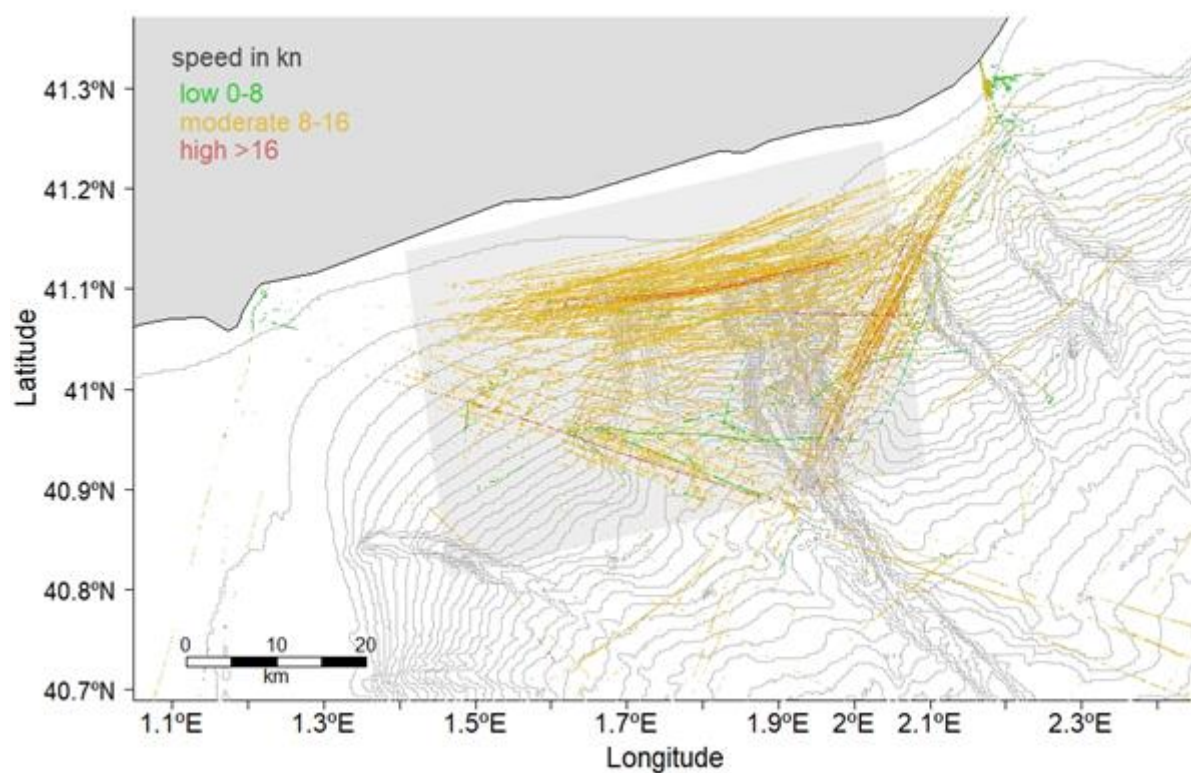 speed in kn
low 0-8
moderate 8-16
high >16
41.3ºN
41.2ºN
41.1ºN
41ºN
40.9ºN
40.8ºN
40.7ºN
Latitude
0 10 20
km
1.1ºE 1.3ºE 1.5ºE 1.7ºE 1.9ºE 2ºE 2.1ºE 2.3ºE
Longitude